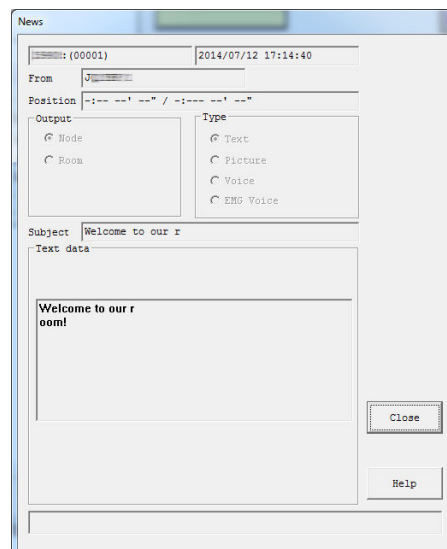 News
:(00001) 2014/07/12 17:14:40
From J
Position -:-- --' --" / -:--- --' --"
Output Type
Node Text
Room Picture
Voice
EMG Voice
Subject Welcome to our r
Text data
Welcome to our r
oom!
Close
Help